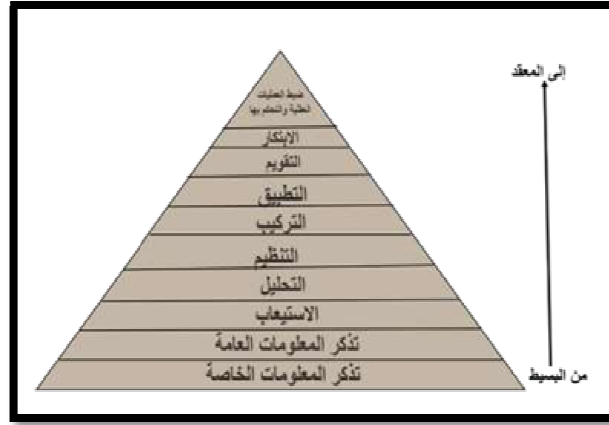 إلى المعقد
ضبط العمليات
العقلية والتحكم بها
الابتكار
التقويم
التطبيق
التركيب
التنظيم
التحليل
الاستيعاب
تذكر المعلومات العامة
تذكر المعلومات الخاصة
من البسيط